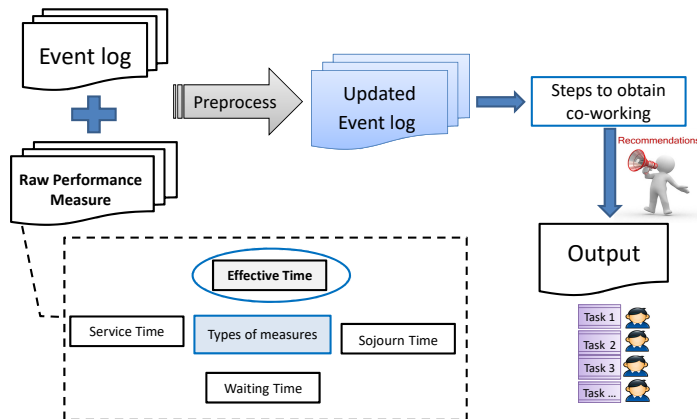 Event log
Preprocess
Updated
Event log
Steps to obtain
co-working
Recommendations
Raw Performance
Measure
Output
Effective Time
Service Time
Types of measures
Sojourn Time
Waiting Time
Task 1
Task 2
Task 3
Task ...